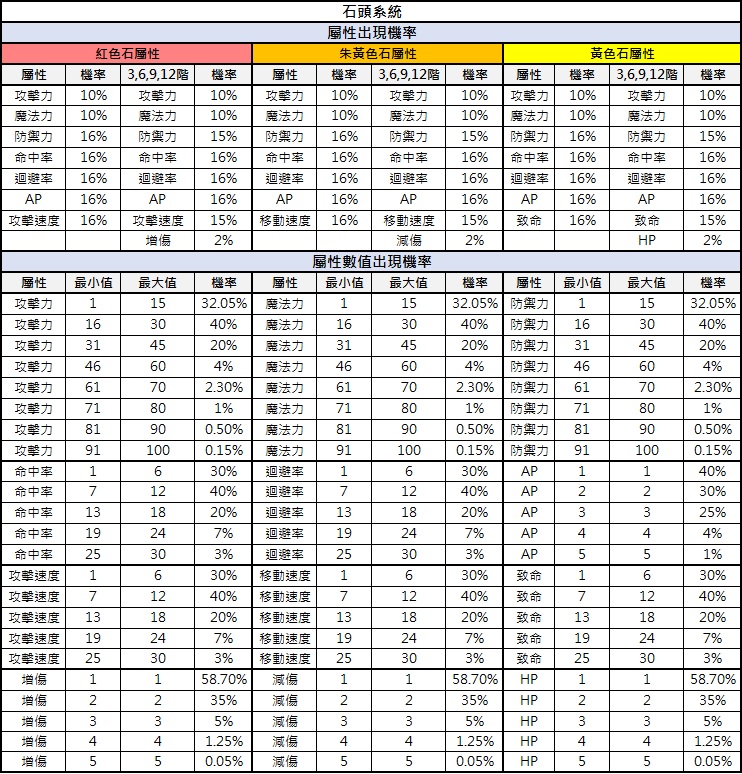 石頭系統
屬性出現機率
紅色石屬性 朱黃色石屬性 黃色石屬性
屬性 機率 3,6,9,12階 機率 屬性 機率 3,6,9,12階 機率 屬性 機率 3,6,9,12階 機率
攻擊力 10% 攻擊力 10% 攻擊力 10% 攻擊力 10% 攻擊力 10% 攻擊力 10%
魔法力 10% 魔法力 10% 魔法力 10% 魔法力 10% 魔法力 10% 魔法力 10%
防禦力 16% 防禦力 15% 防禦力 16% 防禦力 15% 防禦力 16% 防禦力 15%
命中率 16% 命中率 16% 命中率 16% 命中率 16% 命中率 16% 命中率 16%
迴避率 16% 迴避率 16% 迴避率 16% 迴避率 16% 迴避率 16% 迴避率 16%
AP 16% AP 16% AP 16% AP 16% AP 16% AP 16%
攻擊速度 16% 攻擊速度 15% 移動速度 16% 移動速度 15% 致命 16% 致命 15%
增傷 2% 減傷 2% HP 2%
屬性數值出現機率
屬性 最小值 最大值 機率 屬性 最小值 最大值 機率 屬性 最小值 最大值 機率
攻擊力 1 15 32.05% 魔法力 1 15 32.05% 防禦力 1 15 32.05%
攻擊力 16 30 40% 魔法力 16 30 40% 防禦力 16 30 40%
攻擊力 31 45 20% 魔法力 31 45 20% 防禦力 31 45 20%
攻擊力 46 60 4% 魔法力 46 60 4% 防禦力 46 60 4%
攻擊力 61 70 2.30% 魔法力 61 70 2.30% 防禦力 61 70 2.30%
攻擊力 71 80 1% 魔法力 71 80 1% 防禦力 71 80 1%
攻擊力 81 90 0.50% 魔法力 81 90 0.50% 防禦力 81 90 0.50%
攻擊力 91 100 0.15% 魔法力 91 100 0.15% 防禦力 91 100 0.15%
命中率 1 6 30% 迴避率 1 6 30% AP 1 1 40%
命中率 7 12 40% 迴避率 7 12 40% AP 2 2 30%
命中率 13 18 20% 迴避率 13 18 20% AP 3 3 25%
命中率 19 24 7% 迴避率 19 24 7% AP 4 4 4%
命中率 25 30 3% 迴避率 25 30 3% AP 5 5 1%
攻擊速度 1 6 30% 移動速度 1 6 30% 致命 1 6 30%
攻擊速度 7 12 40% 移動速度 7 12 40% 致命 7 12 40%
攻擊速度 13 18 20% 移動速度 13 18 20% 致命 13 18 20%
攻擊速度 19 24 7% 移動速度 19 24 7% 致命 19 24 7%
攻擊速度 25 30 3% 移動速度 25 30 3% 致命 25 30 3%
增傷 1 1 58.70% 減傷 1 1 58.70% HP 1 1 58.70%
增傷 2 2 35% 減傷 2 2 35% HP 2 2 35%
增傷 3 3 5% 減傷 3 3 5% HP 3 3 5%
增傷 4 4 1.25% 減傷 4 4 1.25% HP 4 4 1.25%
增傷 5 5 0.05% 減傷 5 5 0.05% HP 5 5 0.05%